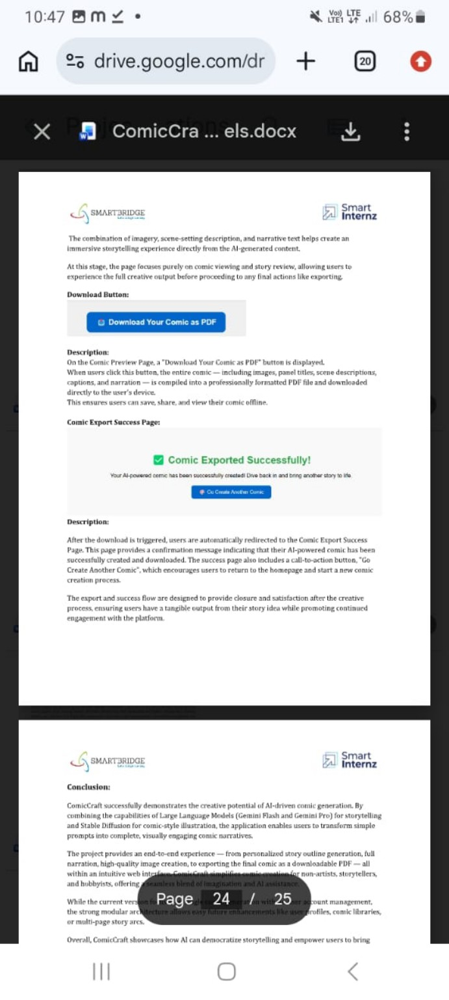 10:47
Vo) LTE
LTE1
68%
drive.google.com/dr
20
ComicCra ... els.docx
SMARTBRIDGE
Smart
Internz
The combination of imagery, scene-setting description, and narrative text helps create an
immersive storytelling experience directly from the AI-generated content.
At this stage, the page focuses purely on comic viewing and story review, allowing users to
experience the full creative output before proceeding to any final actions like exporting.
Download Button:
Download Your Comic as PDF
Description:
On the Comic Preview Page, a "Download Your Comic as PDF" button is displayed.
When users click this button, the entire comic — including images, panel titles, scene descriptions,
captions, and narration — is compiled into a professionally formatted PDF file and downloaded
directly to the user's device.
This ensures users can save, share, and view their comic offline.
Comic Export Success Page:
Comic Exported Successfully!
Your AI-powered comic has been successfully created! Dive back in and bring another story to life.
Go Create Another Comic
Description:
After the download is triggered, users are automatically redirected to the Comic Export Success
Page. This page provides a confirmation message indicating that their AI-powered comic has been
successfully created and downloaded. The success page also includes a call-to-action button, "Go
Create Another Comic", which encourages users to return to the homepage and start a new comic
creation process.
The export and success flow are designed to provide closure and satisfaction after the creative
process, ensuring users have a tangible output from their story idea while promoting continued
engagement with the platform.
SMARTBRIDGE
Smart
Internz
Conclusion:
ComicCraft successfully demonstrates the creative potential of AI-driven comic generation. By
combining the capabilities of Large Language Models (Gemini Flash and Gemini Pro) for storytelling
and Stable Diffusion for comic-style illustration, the application enables users to transform simple
prompts into complete, visually engaging comic narratives.
The project provides an end-to-end experience — from personalized story outline generation, full
narration, high-quality image creation, to exporting the final comic as a downloadable PDF — all
within an intuitive web interface. ComicCraft simplifies comic creation for non-artists, storytellers,
and hobbyists, offering a seamless blend of imagination and AI assistance.
While the current version account management,
the strong modular architecture allows easy future enhancements like user profiles, comic libraries,
or multi-page story arcs.
Page 24 / 25
Overall, ComicCraft showcases how AI can democratize storytelling and empower users to bring